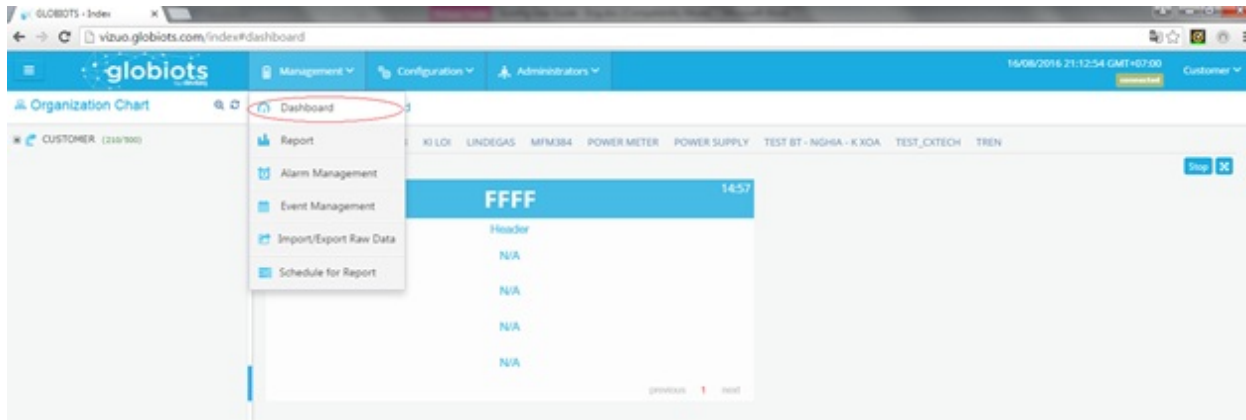 GLOBIOTS - Index
vizuo.globiots.com/index#dashboard
globiots
Management
Configuration
Administrators
16/08/2016 21:12:54 GMT+07:00
connected
Customer
Organization Chart
Dashboard
CUSTOMER (210/500)
Report
KI LOI LINDEGAS MFM384 POWER METER POWER SUPPLY TEST BT - NGHIA - K XOA TEST_CXTECH TREN
Stop
Alarm Management
FFFF
14:57
Event Management
Header
Import/Export Raw Data
N/A
Schedule for Report
N/A
N/A
N/A
previous 1 next